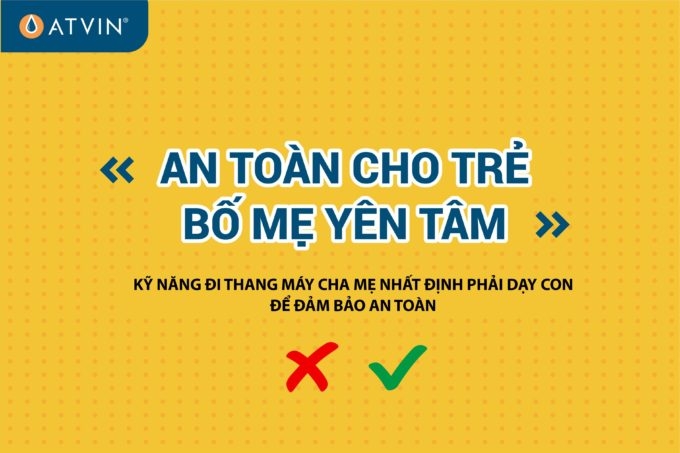 ATVIN®
« AN TOÀN CHO TRẺ
BỐ MẸ YÊN TÂM »
KỸ NĂNG ĐI THANG MÁY CHA MẸ NHẤT ĐỊNH PHẢI DẠY CON
ĐỂ ĐẢM BẢO AN TOÀN